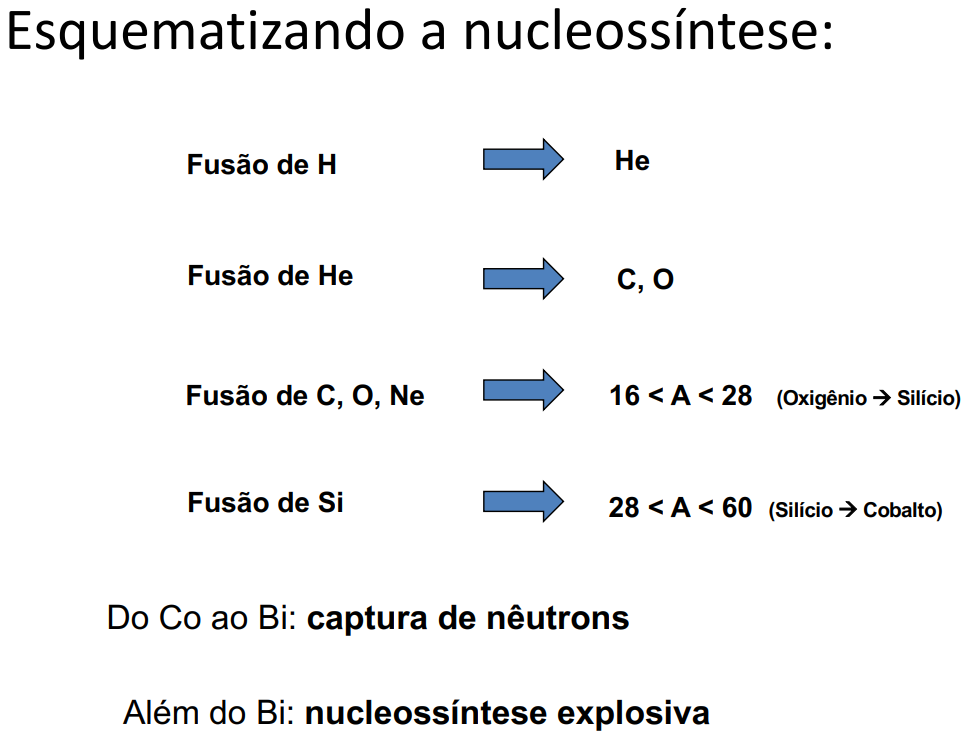 Esquematizando a nucleossíntese:
Fusão de H He
Fusão de He C, O
Fusão de C, O, Ne 16 < A < 28 (Oxigênio → Silício)
Fusão de Si 28 < A < 60 (Silício → Cobalto)
Do Co ao Bi: captura de nêutrons
Além do Bi: nucleossíntese explosiva